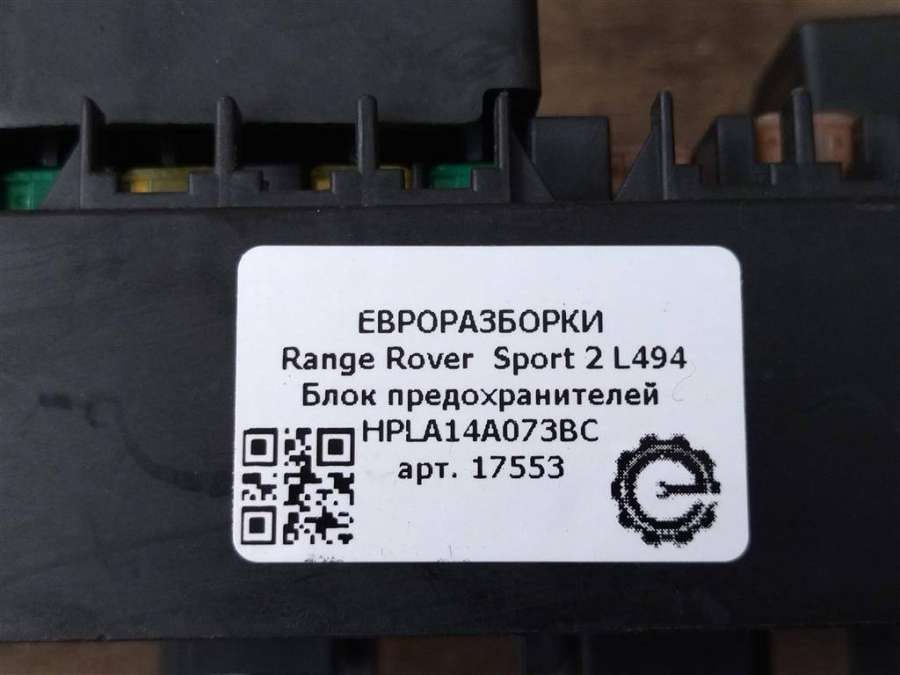 ЕВРОРАЗБОРКИ
Range Rover Sport 2 L494
Блок предохранителей
HPLA14A073BC
арт. 17553